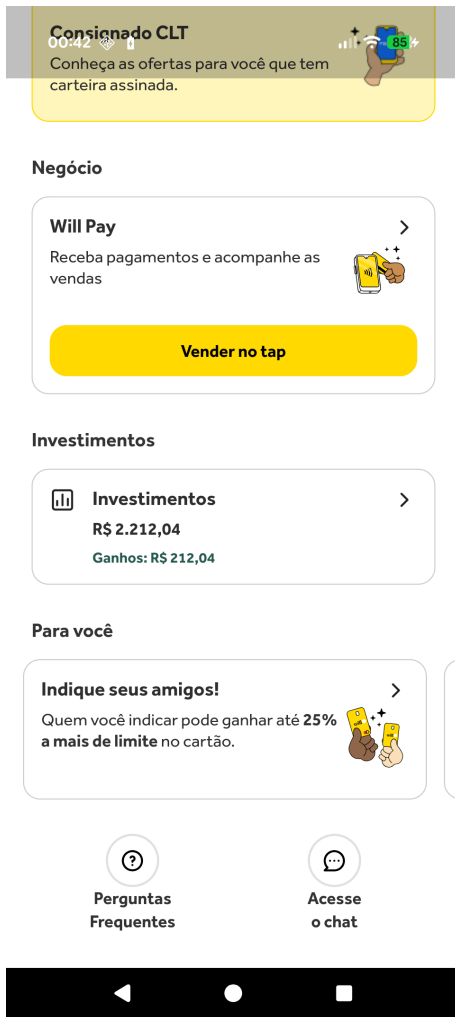 Consignado CLT
00:42
85
Conheça as ofertas para você que tem
carteira assinada.
Negócio
Will Pay
Receba pagamentos e acompanhe as
vendas
Vender no tap
Investimentos
Investimentos
R$ 2.212,04
Ganhos: R$ 212,04
Para você
Indique seus amigos!
Quem você indicar pode ganhar até 25%
a mais de limite no cartão.
will
will
Perguntas
Frequentes
Acesse
o chat